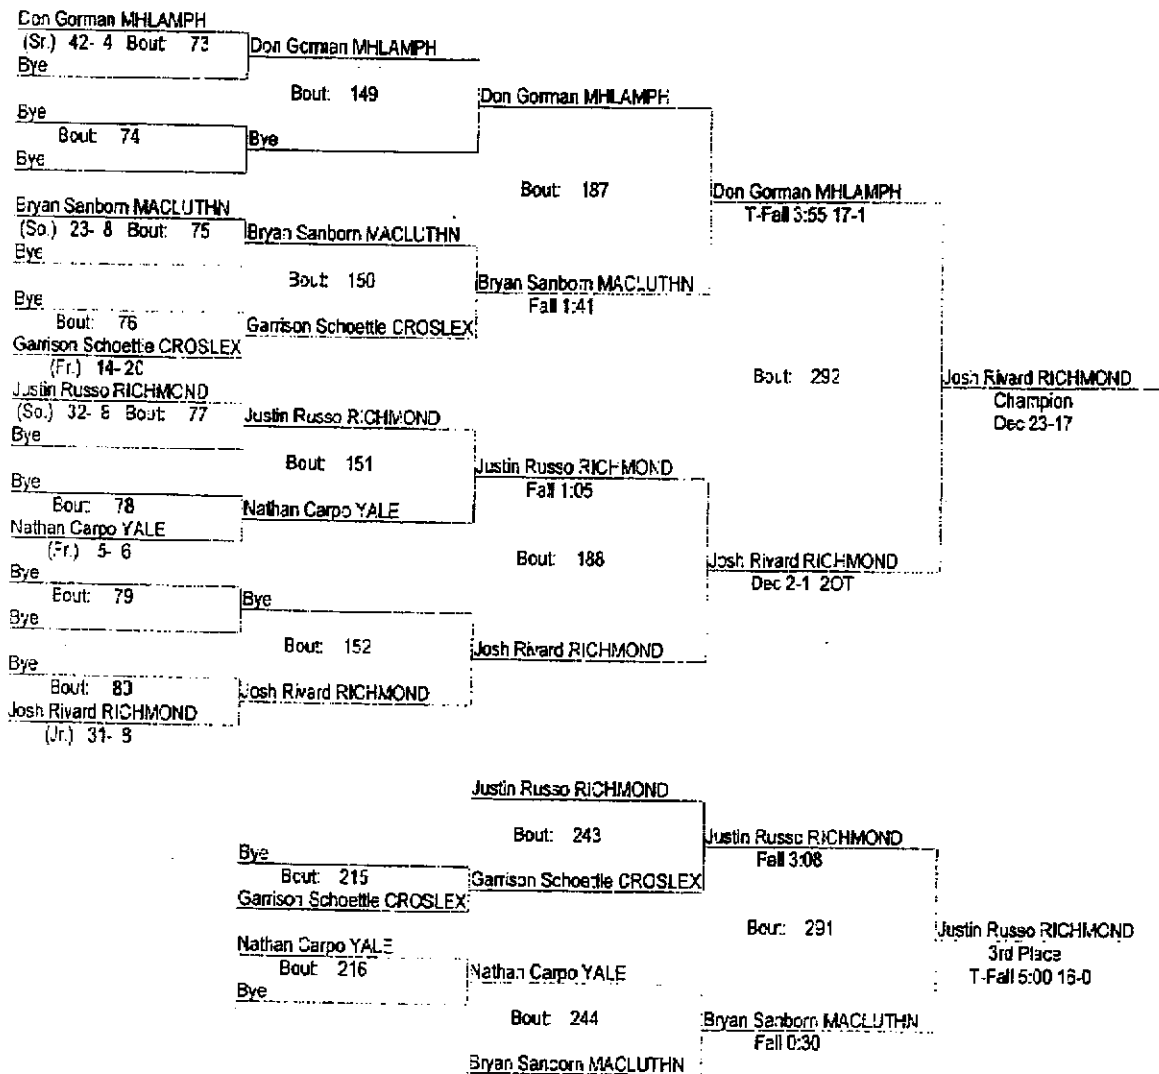 Don Gorman MHLAMPH
(Sr.) 42- 4 Bout: 73
Bye
Don Gorman MHLAMPH
Bout: 149
Bye
Bout: 74
Bye
Bye
Don Gorman MHLAMPH
Bout: 187
Bryan Sanborn MACLUTHN
(So.) 23- 8 Bout: 75
Bye
Bryan Sanborn MACLUTHN
Bout: 150
Bye
Bout: 76
Garrison Schoettle CROSLEX
(Fr.) 14-20
Garrison Schoettle CROSLEX
Bryan Sanborn MACLUTHN
Fall 1:41
Don Gorman MHLAMPH
T-Fall 3:55 17-1
Bout: 292
Josh Rivard RICHMOND
Champion
Dec 23-17
Justin Russo RICHMOND
(So.) 32- 8 Bout: 77
Bye
Justin Russo RICHMOND
Bout: 151
Bye
Bout: 78
Nathan Carpo YALE
(Fr.) 5- 6
Nathan Carpo YALE
Justin Russo RICHMOND
Fall 1:05
Bout: 188
Bye
Bout: 79
Bye
Bye
Bout: 152
Bye
Bout: 80
Josh Rivard RICHMOND
(Jr.) 31- 8
Josh Rivard RICHMOND
Josh Rivard RICHMOND
Josh Rivard RICHMOND
Dec 2-1 2OT
Justin Russo RICHMOND
Bout: 243
Bye
Bout: 215
Garrison Schoettle CROSLEX
Garrison Schoettle CROSLEX
Justin Russo RICHMOND
Fall 3:08
Bout: 291
Justin Russo RICHMOND
3rd Place
T-Fall 5:00 16-0
Nathan Carpo YALE
Bout: 216
Bye
Nathan Carpo YALE
Bout: 244
Bryan Sanborn MACLUTHN
Bryan Sanborn MACLUTHN
Fall 0:30